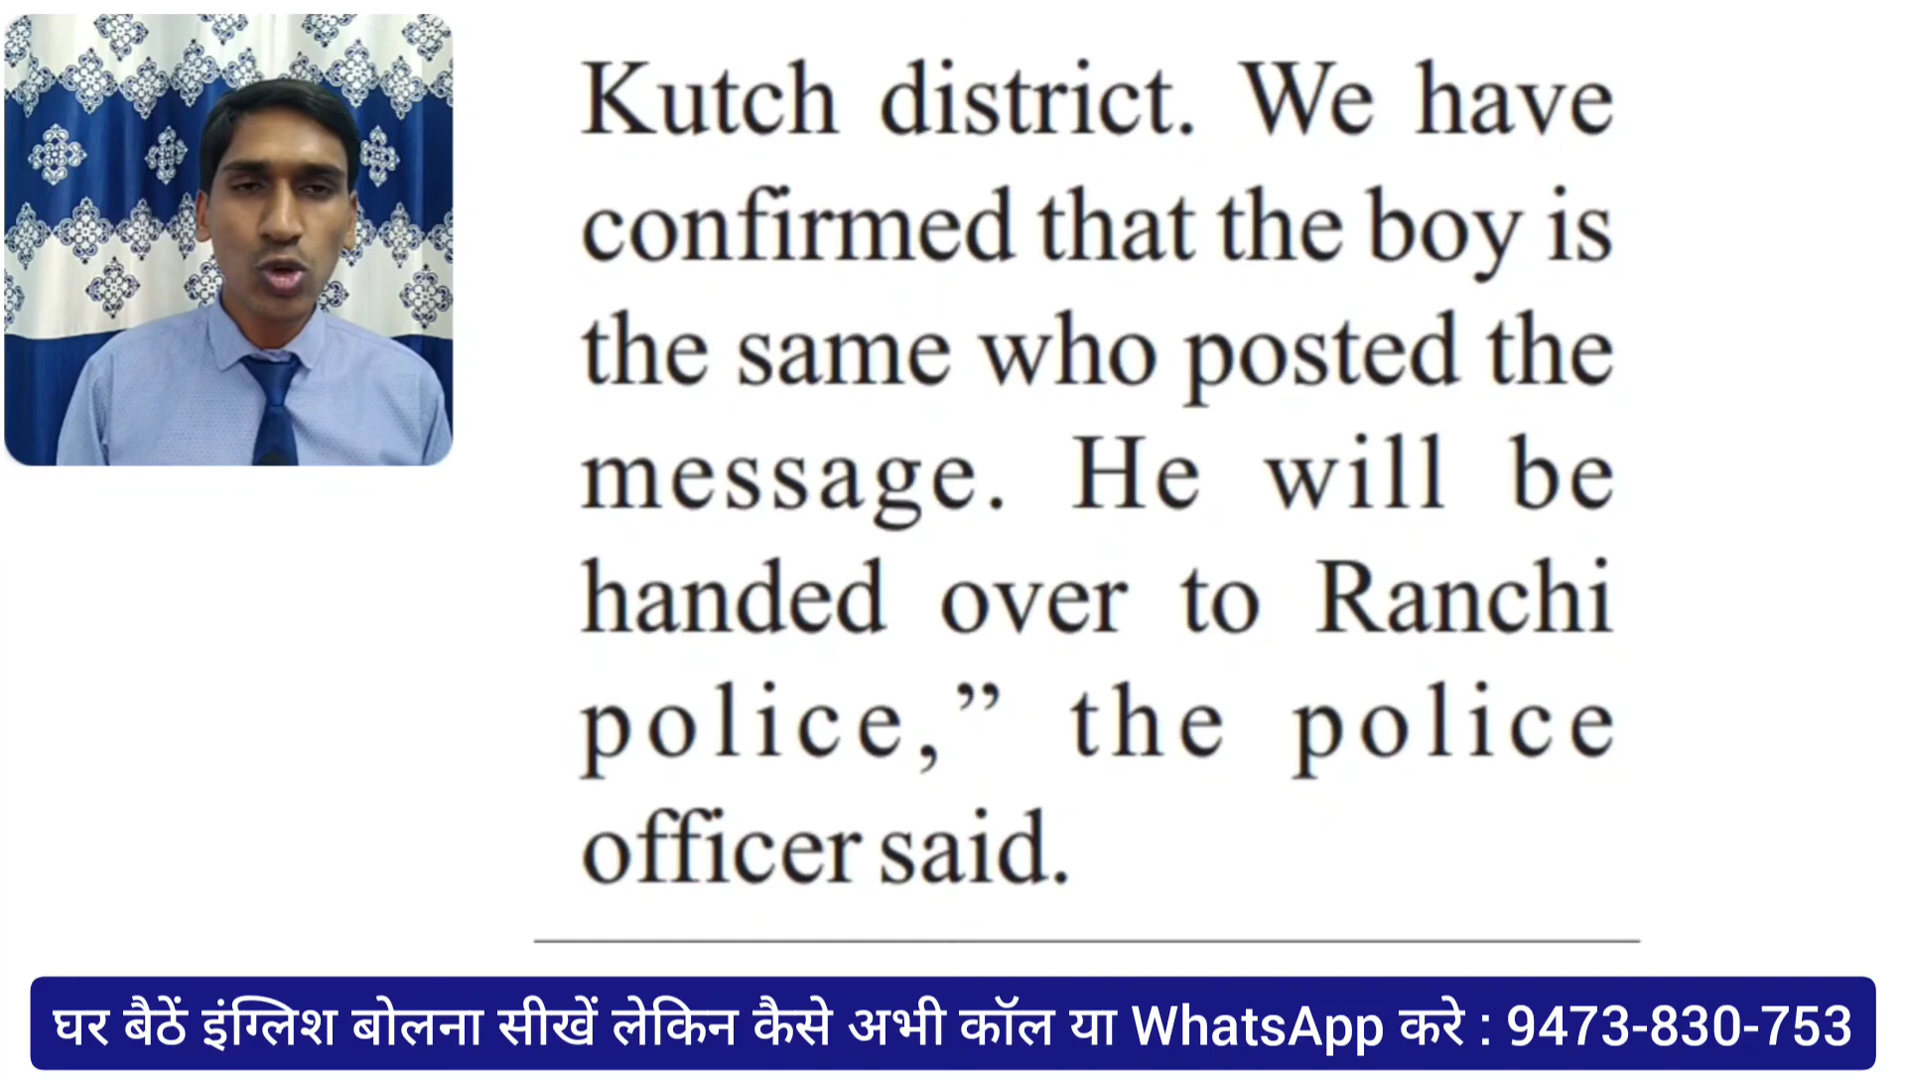 Kutch district. We have
confirmed that the boy is
the same who posted the
message. He will be
handed over to Ranchi
police,” the police
officer said.
घर बैठें इंग्लिश बोलना सीखें लेकिन कैसे अभी कॉल या WhatsApp करे : 9473-830-753